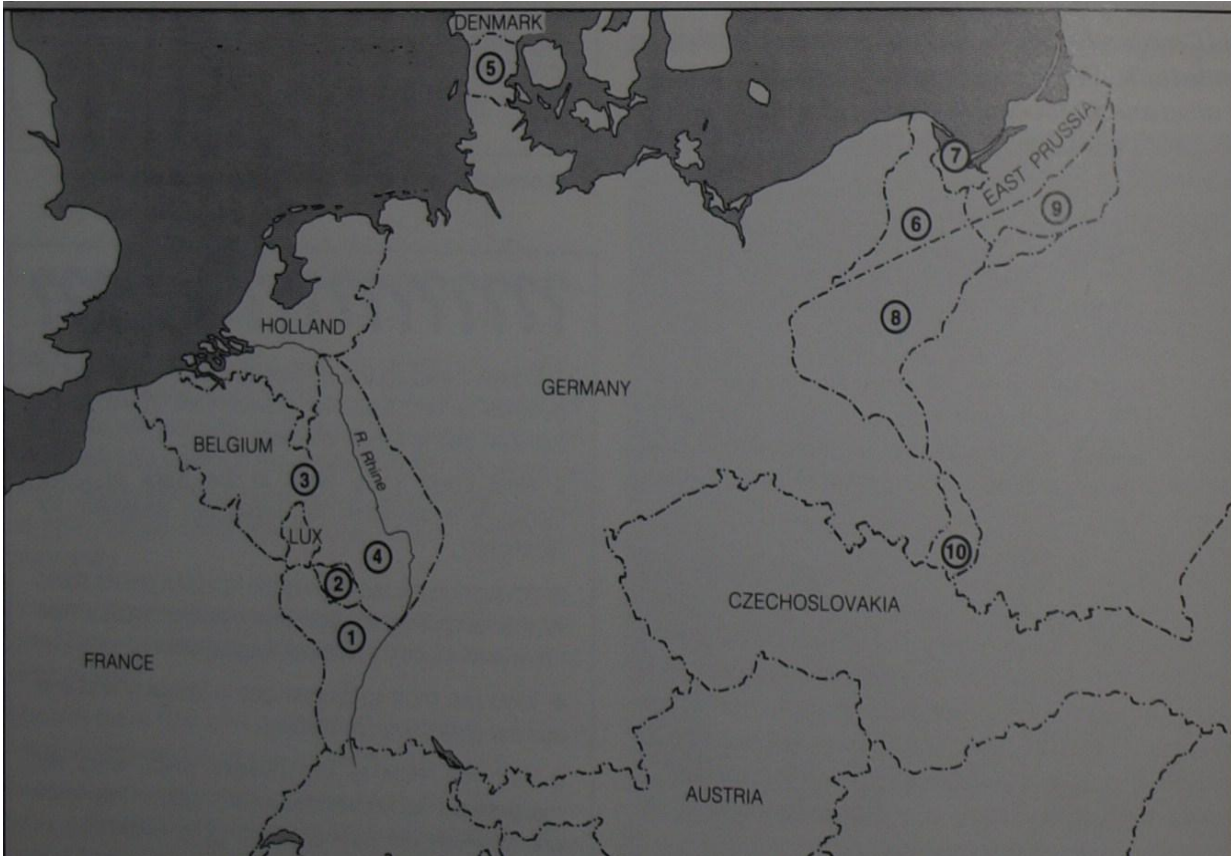 DENMARK
5
7
EAST PRUSSIA
9
6
8
HOLLAND
GERMANY
BELGIUM
R. Rhine
3
LUX
4
2
10
CZECHOSLOVAKIA
1
FRANCE
AUSTRIA